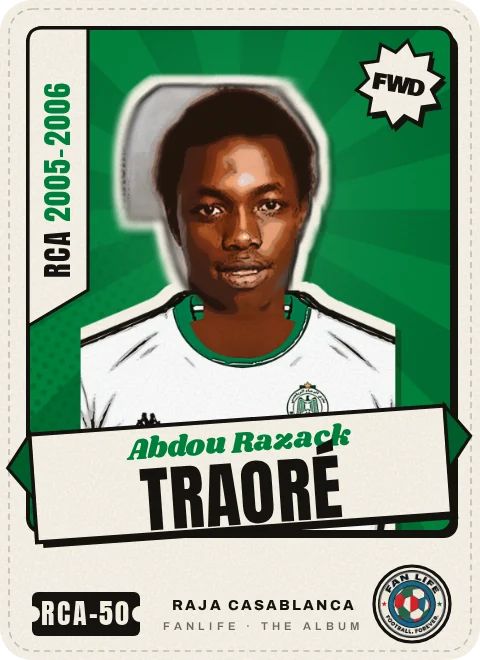 RCA 2005-2006
FWD
Abdou Razack
TRAORÉ
RCA-50
RAJA CASABLANCA
FANLIFE · THE ALBUM
FAN LIFE
FOOTBALL. FOREVER.